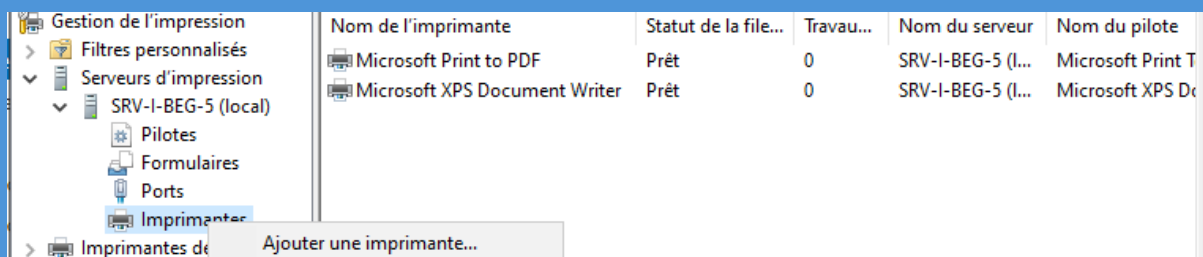 Gestion de l'impression
Nom de l'imprimante Statut de la file... Travau... Nom du serveur Nom du pilote
Filtres personnalisés
Microsoft Print to PDF Prêt 0 SRV-I-BEG-5 (l... Microsoft Print T
Serveurs d'impression
Microsoft XPS Document Writer Prêt 0 SRV-I-BEG-5 (l... Microsoft XPS Do
SRV-I-BEG-5 (local)
Pilotes
Formulaires
Ports
Imprimantes
Imprimantes de
Ajouter une imprimante...